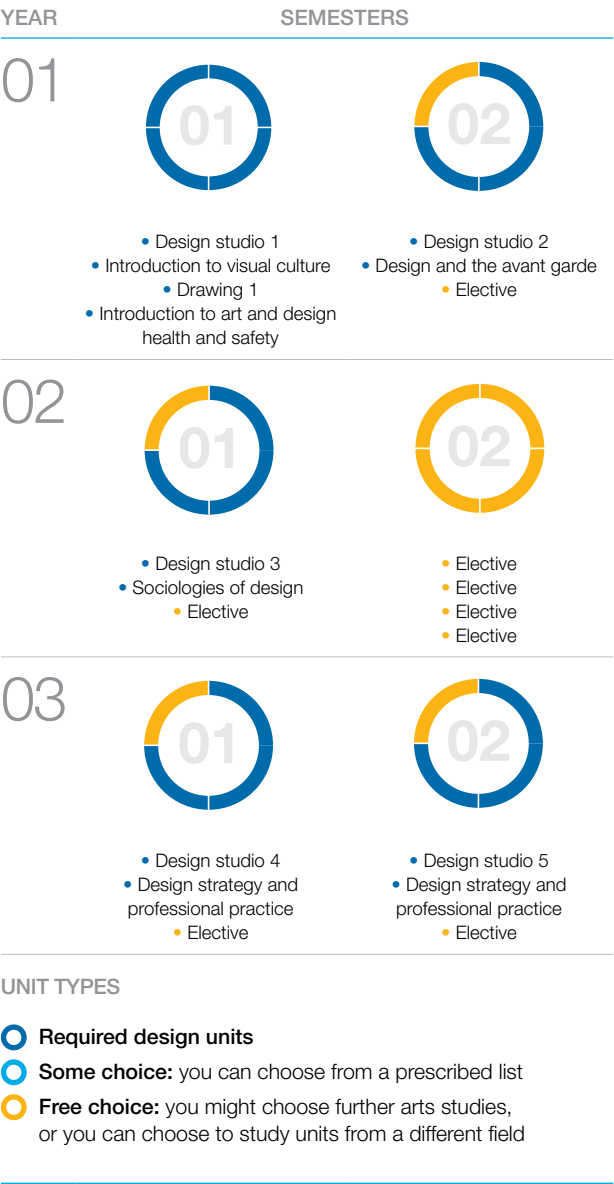 YEAR SEMESTERS
01
01 02
• Design studio 1
• Introduction to visual culture
• Drawing 1
• Introduction to art and design
health and safety
• Design studio 2
• Design and the avant garde
• Elective
02
01 02
• Design studio 3
• Sociologies of design
• Elective
• Elective
• Elective
• Elective
• Elective
03
01 02
• Design studio 4
• Design strategy and
professional practice
• Elective
• Design studio 5
• Design strategy and
professional practice
• Elective
UNIT TYPES
Required design units
Some choice: you can choose from a prescribed list
Free choice: you might choose further arts studies,
or you can choose to study units from a different field